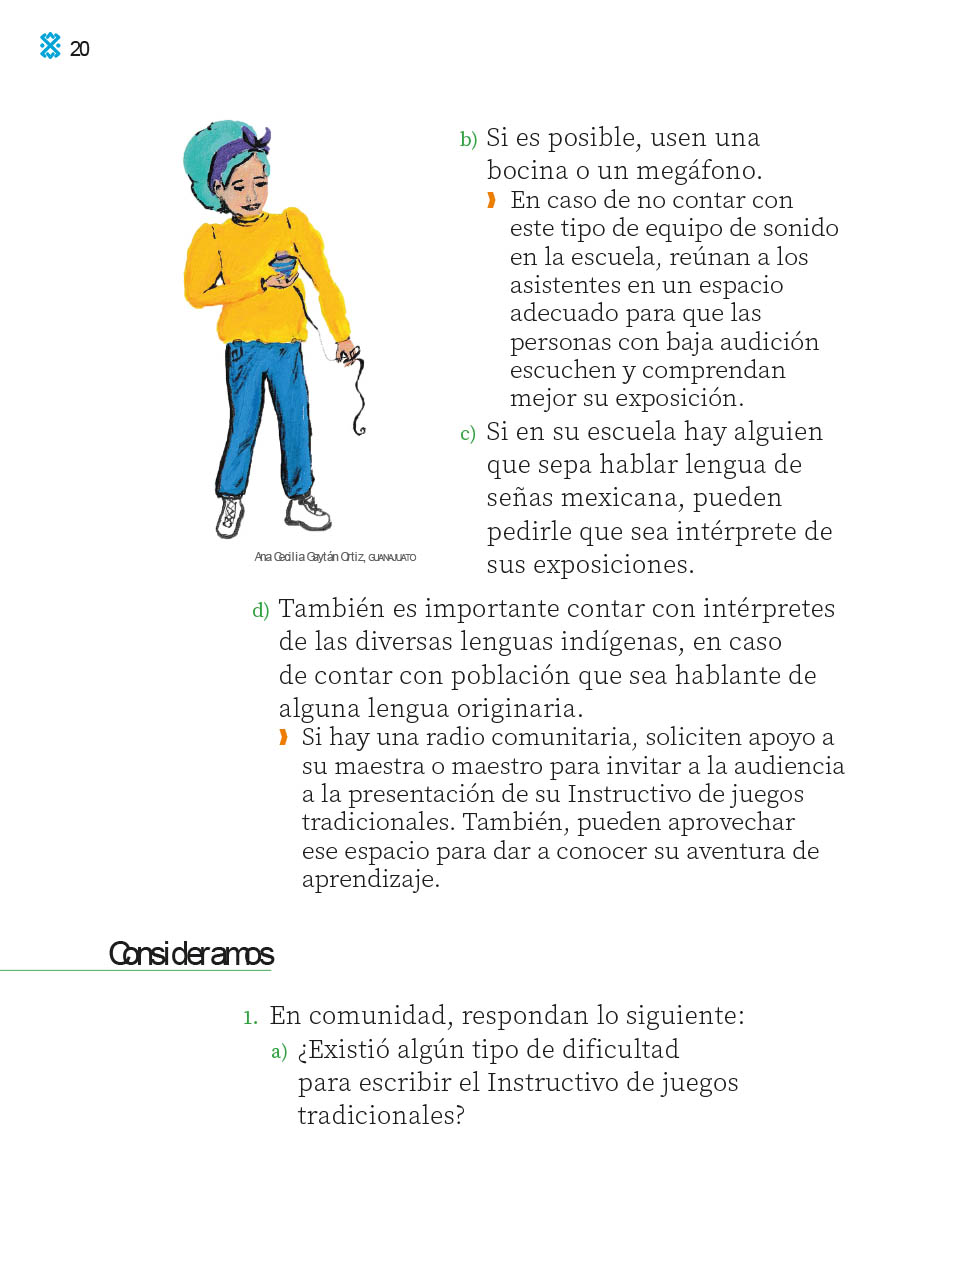 20
b) Si es posible, usen una
bocina o un megáfono.
En caso de no contar con
este tipo de equipo de sonido
en la escuela, reúnan a los
asistentes en un espacio
adecuado para que las
personas con baja audición
escuchen y comprendan
mejor su exposición.
c) Si en su escuela hay alguien
que sepa hablar lengua de
señas mexicana, pueden
pedirle que sea intérprete de
sus exposiciones.
Ana Cecilia Gaytán Ortiz, GUANAJUATO
d) También es importante contar con intérpretes
de las diversas lenguas indígenas, en caso
de contar con población que sea hablante de
alguna lengua originaria.
Si hay una radio comunitaria, soliciten apoyo a
su maestra o maestro para invitar a la audiencia
a la presentación de su Instructivo de juegos
tradicionales. También, pueden aprovechar
ese espacio para dar a conocer su aventura de
aprendizaje.
Consideramos
1. En comunidad, respondan lo siguiente:
a) ¿Existió algún tipo de dificultad
para escribir el Instructivo de juegos
tradicionales?